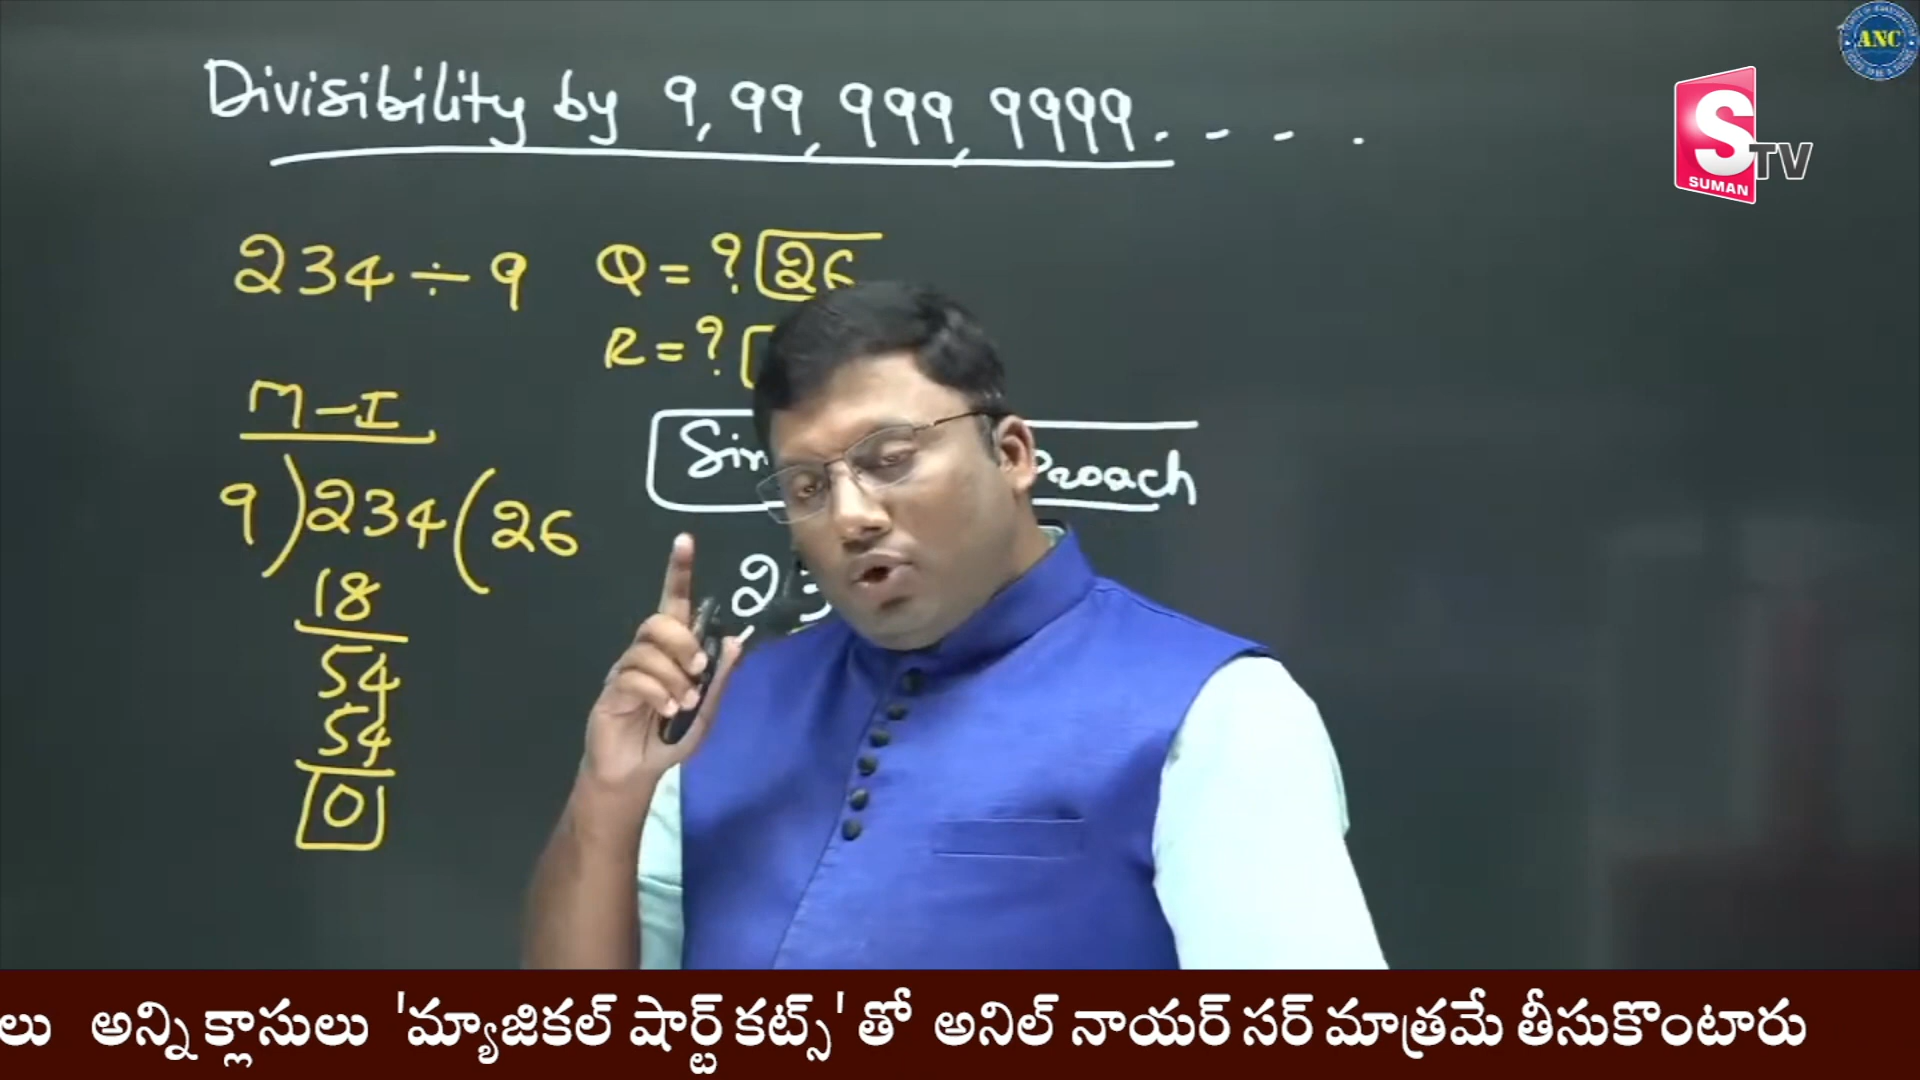 ANC
S TV
SUMAN
Divisibility by 9, 99, 999, 9999. - - .
234 ÷ 9 Q = ? 26
R = ?
M-I
9)234(26
18
54
54
0
23
లు అన్ని క్లాసులు 'మ్యాజికల్ షార్ట్ కట్స్' తో అనిల్ నాయర్ సర్ మాత్రమే తీసుకొంటారు